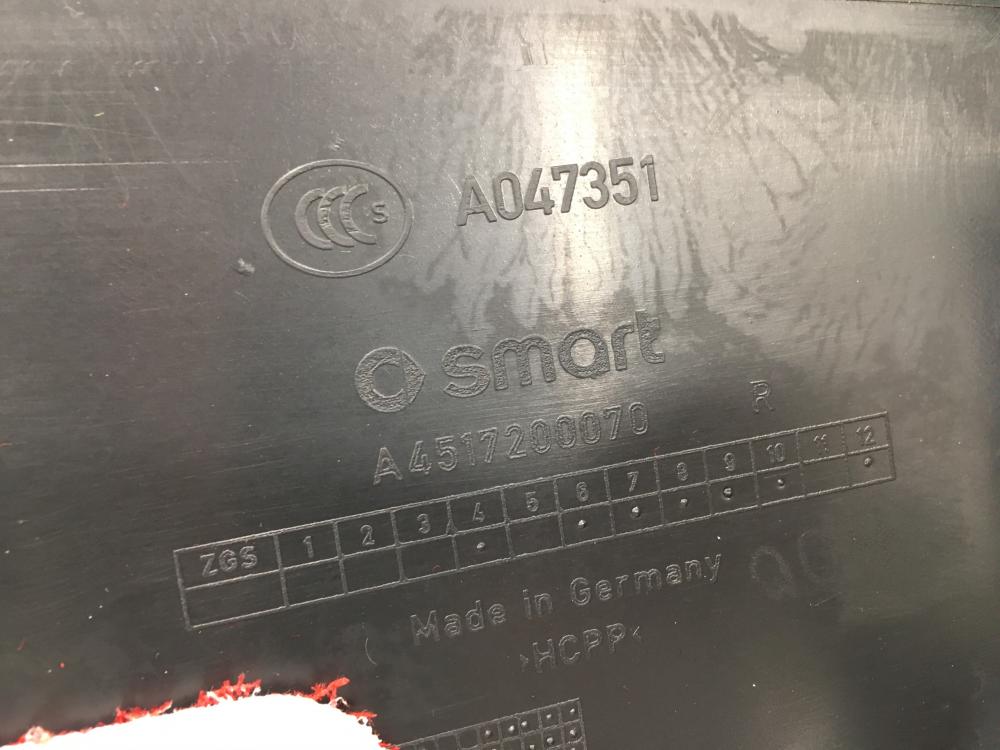 CCC S A047351
smart
A4517200070 R
ZGS 1 2 3 4 5 6 7 8 9 10 11 12
Made in Germany
>HCPP<